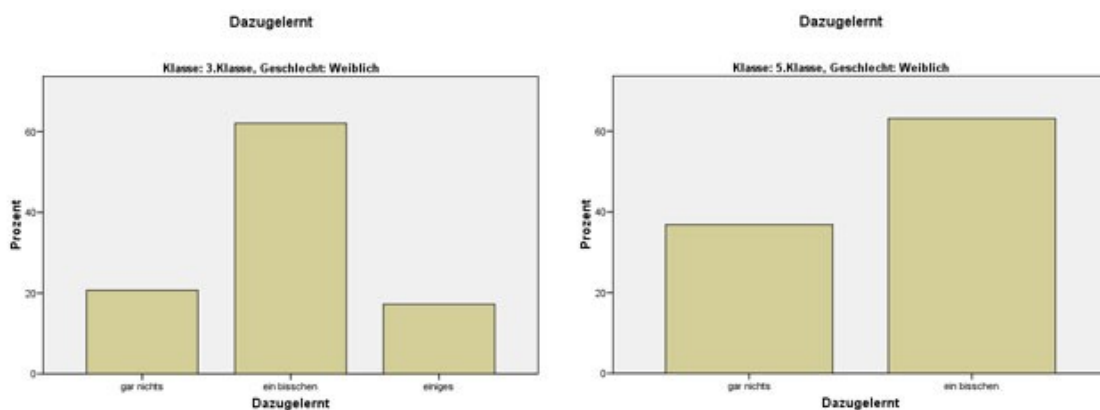 Dazugelernt
Klasse: 3.Klasse, Geschlecht: Weiblich
Prozent
60
40
20
0
gar nichts
ein bisschen
einiges
Dazugelernt
Dazugelernt
Klasse: 5.Klasse, Geschlecht: Weiblich
Prozent
60
40
20
0
gar nichts
ein bisschen
Dazugelernt